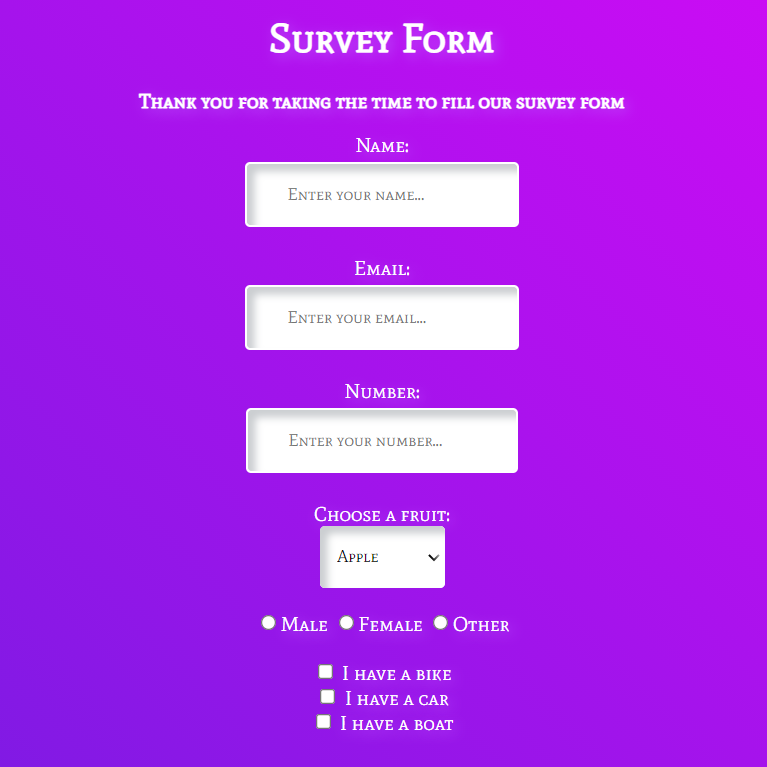 Survey Form
Thank you for taking the time to fill our survey form
Name:
Enter your name...
Email:
Enter your email...
Number:
Enter your number...
Choose a fruit:
Apple
Male Female Other
I have a bike
I have a car
I have a boat